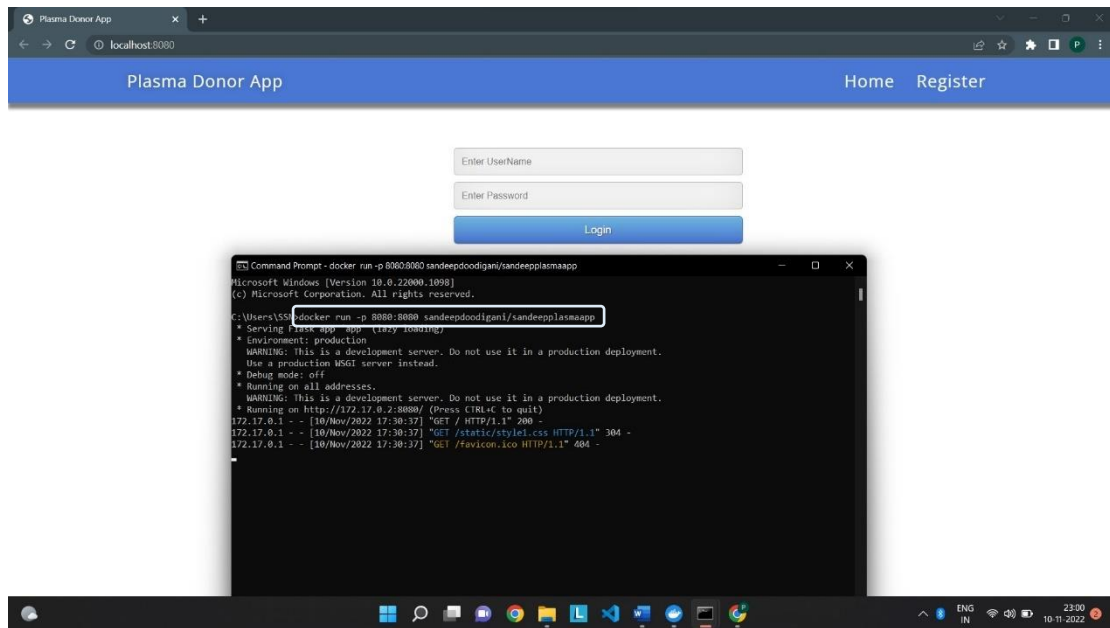 Plasma Donor App
localhost:8080
P
Plasma Donor App Home Register
Enter UserName
Enter Password
Login
Command Prompt - docker run -p 8080:8080 sandeepdoodigani/sandeepplasmaapp
Microsoft Windows [Version 10.0.22000.1098]
(c) Microsoft Corporation. All rights reserved.
C:\Users\SSN>docker run -p 8080:8080 sandeepdoodigani/sandeepplasmaapp
* Serving Flask app 'app' (lazy loading)
* Environment: production
WARNING: This is a development server. Do not use it in a production deployment.
Use a production WSGI server instead.
* Debug mode: off
* Running on all addresses.
WARNING: This is a development server. Do not use it in a production deployment.
* Running on http://172.17.0.2:8080/ (Press CTRL+C to quit)
172.17.0.1 - - [10/Nov/2022 17:30:37] "GET / HTTP/1.1" 200 -
172.17.0.1 - - [10/Nov/2022 17:30:37] "GET /static/style1.css HTTP/1.1" 304 -
172.17.0.1 - - [10/Nov/2022 17:30:37] "GET /favicon.ico HTTP/1.1" 404 -
ENG 23:00
IN 10-11-2022 2